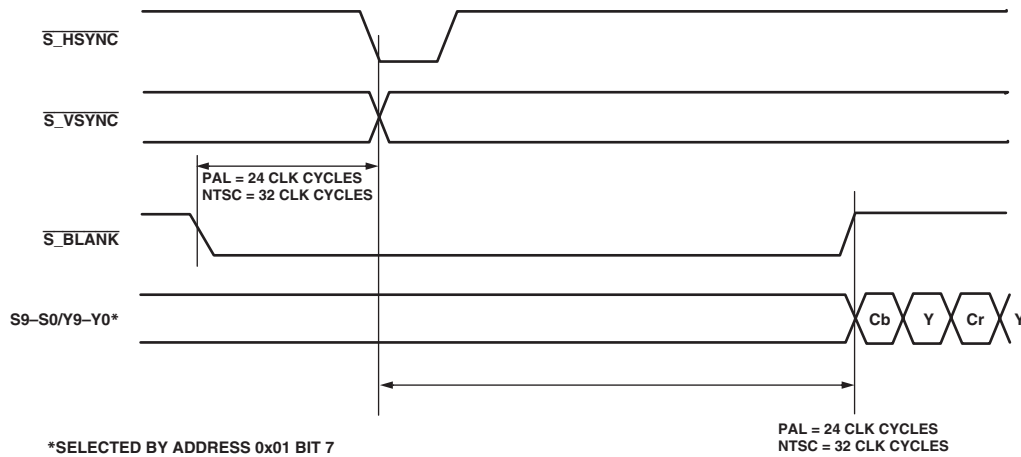 S_HSYNC
S_VSYNC
PAL = 24 CLK CYCLES
NTSC = 32 CLK CYCLES
S_BLANK
S9–S0/Y9–Y0*
Cb Y Cr Y
PAL = 24 CLK CYCLES
NTSC = 32 CLK CYCLES
*SELECTED BY ADDRESS 0x01 BIT 7